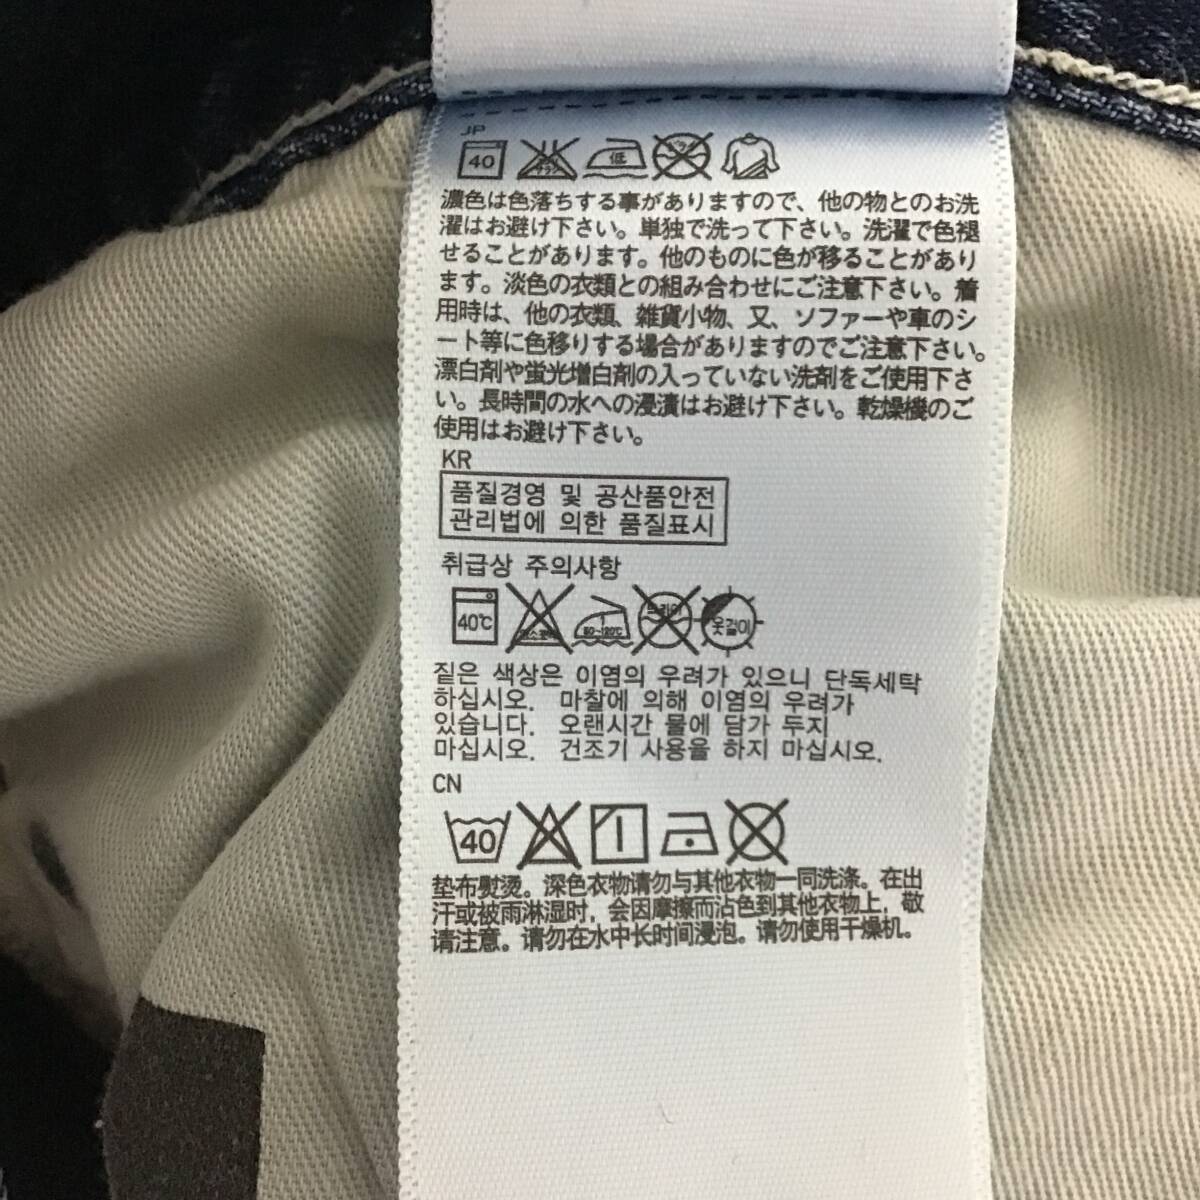 JP
40 低
濃色は色落ちする事がありますので、他の物とのお洗
濯はお避け下さい。単独で洗って下さい。洗濯で色褪
せることがあります。他のものに色が移ることがあり
ます。淡色の衣類との組み合わせにご注意下さい。着
用時は、他の衣類、雑貨小物、又、ソファーや車のシ
ート等に色移りする場合がありますのでご注意下さい。
漂白剤や蛍光増白剤の入っていない洗剤をご使用下さ
い。長時間の水への浸漬はお避け下さい。乾燥機のご
使用はお避け下さい。
KR
품질경영 및 공산품안전
관리법에 의한 품질표시
취급상 주의사항
40℃ 80~120℃ 드라이 옷걸이
짙은 색상은 이염의 우려가 있으니 단독세탁
하십시오. 마찰에 의해 이염의 우려가
있습니다. 오랜시간 물에 담가 두지
마십시오. 건조기 사용을 하지 마십시오.
CN
40
垫布熨烫。深色衣物请勿与其他衣物一同洗涤。在出
汗或被雨淋湿时，会因摩擦而沾色到其他衣物上，敬
请注意。请勿在水中长时间浸泡。请勿使用干燥机。